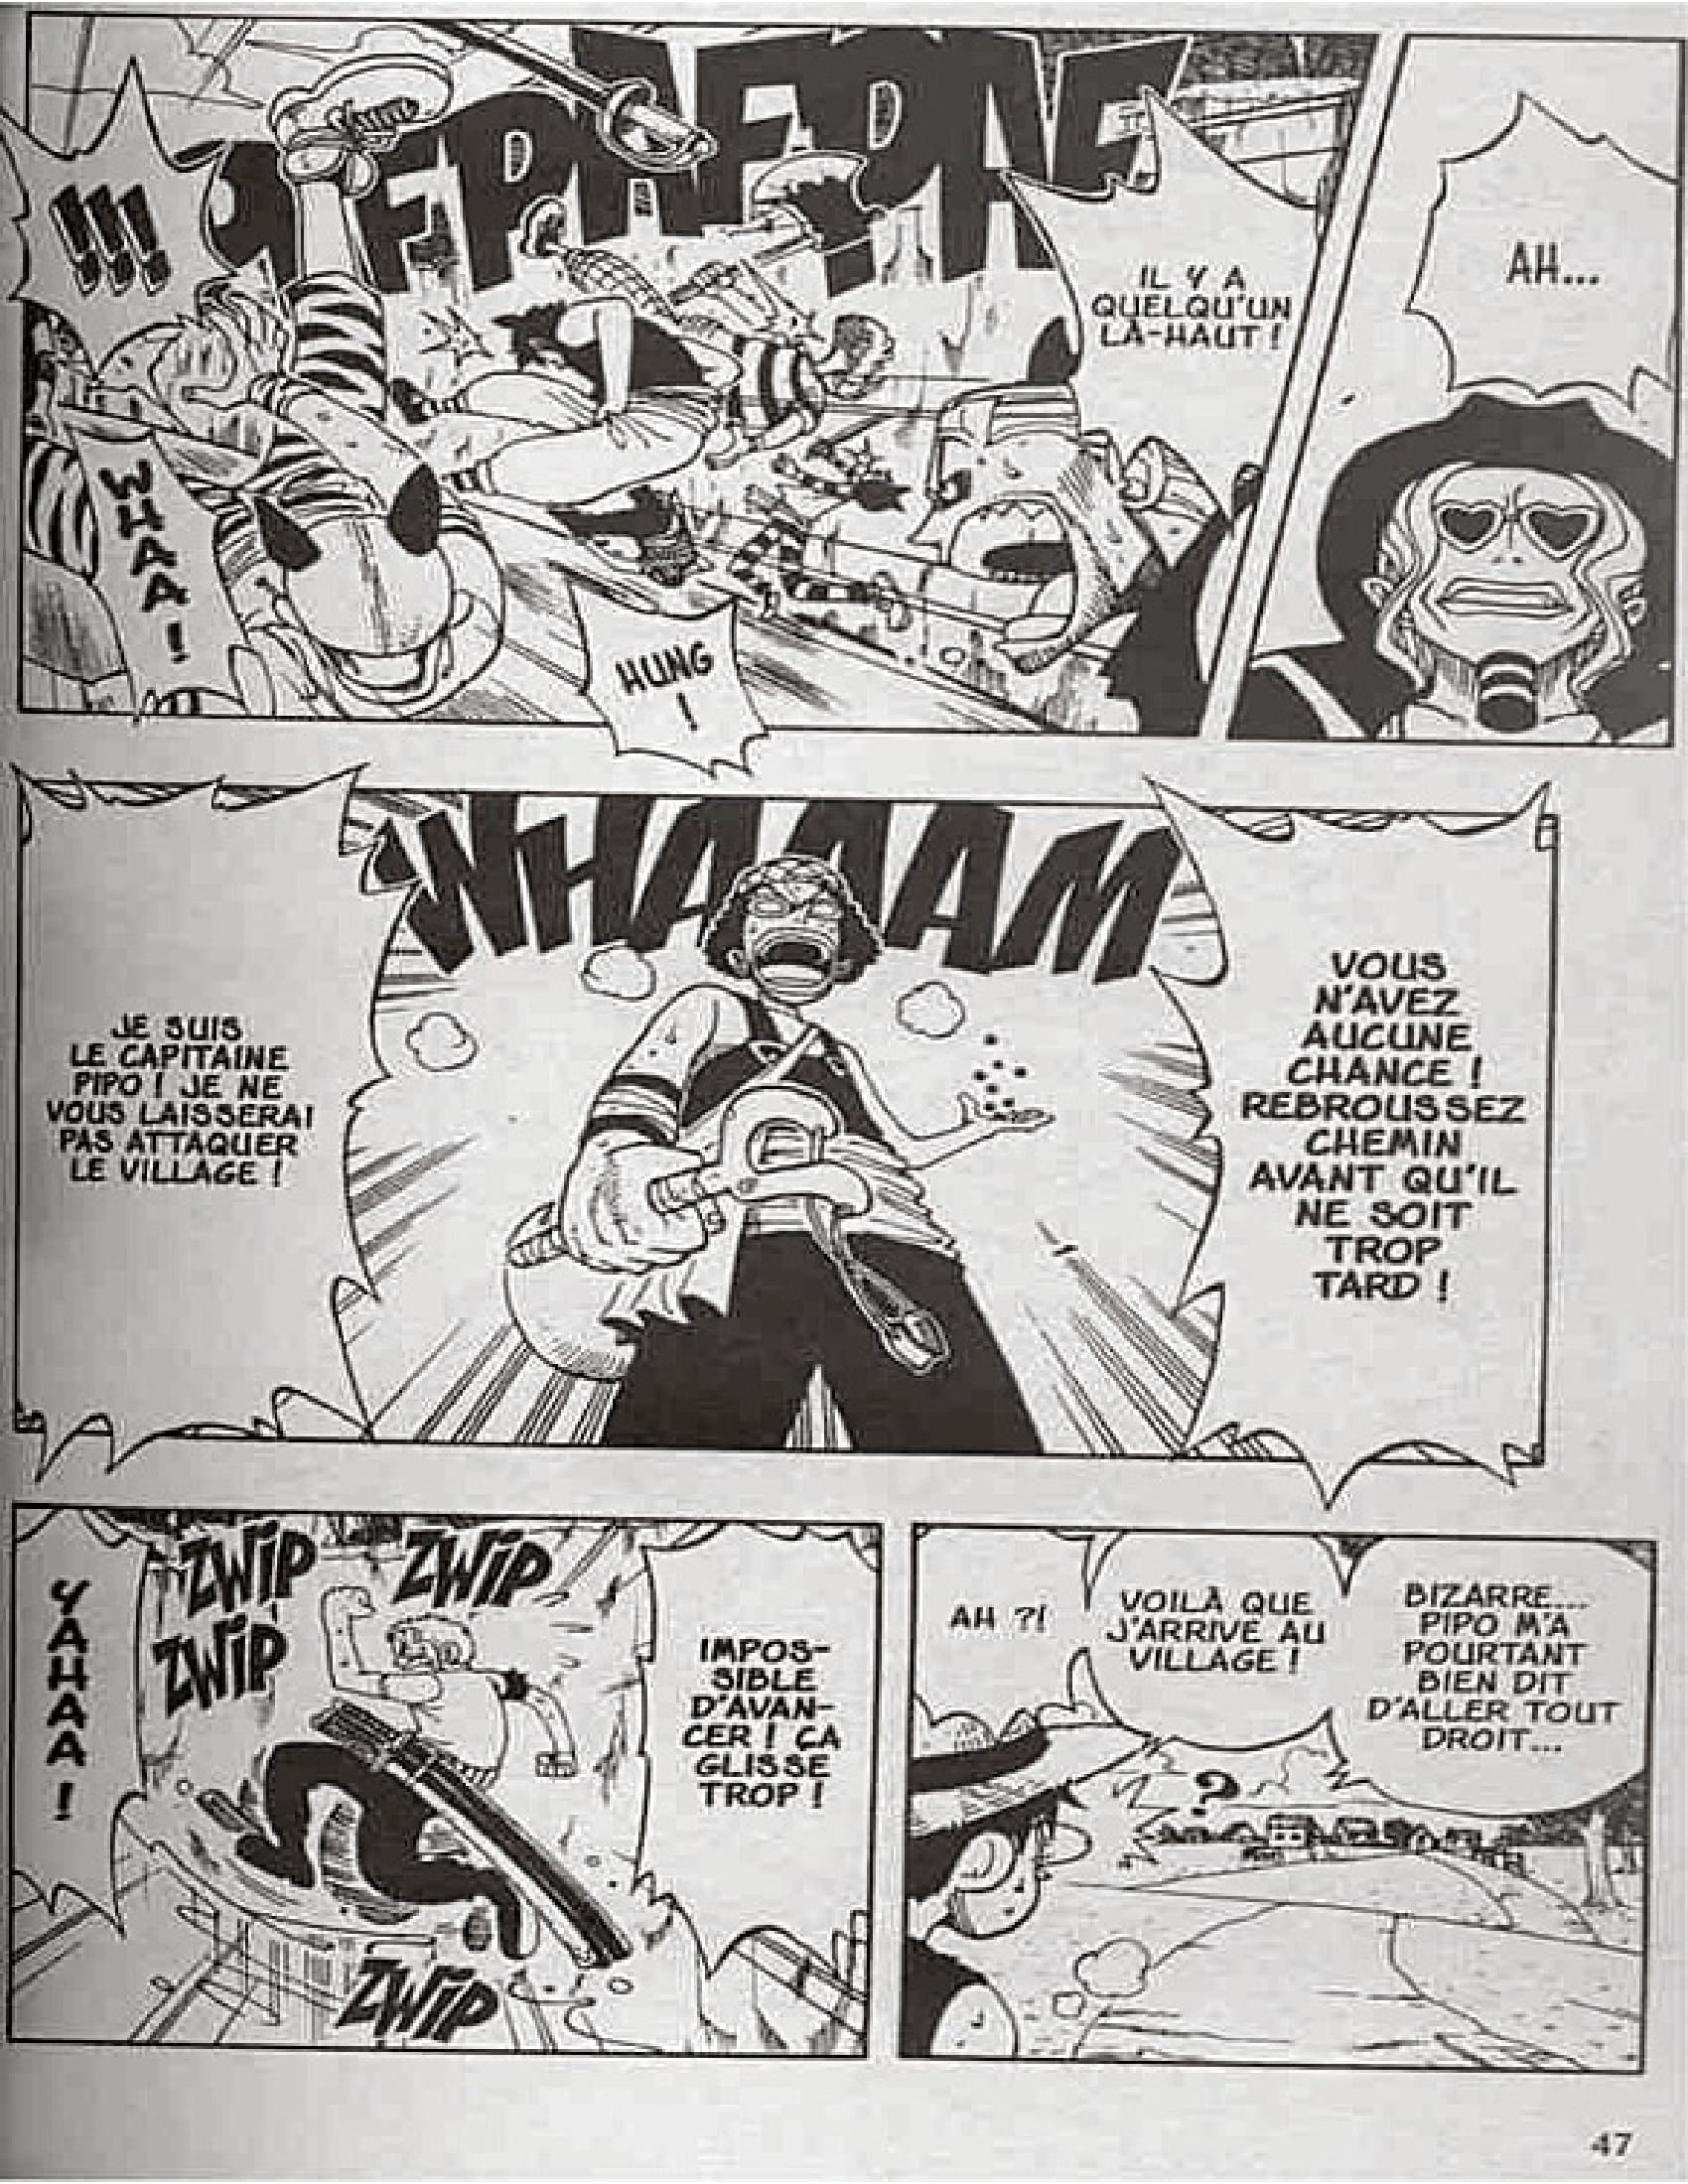 AH...
IL Y A
QUELQU'UN
LÀ-HAUT !
HUNG
!
WHAA !
!!!
VOUS
N'AVEZ
AUCUNE
CHANCE !
REBROUSSEZ
CHEMIN
AVANT QU'IL
NE SOIT
TROP
TARD !
WHAAAAM
JE SUIS
LE CAPITAINE
PIPO ! JE NE
VOUS LAISSERAI
PAS ATTAQUER
LE VILLAGE !
BIZARRE...
PIPO M'A
POURTANT
BIEN DIT
D'ALLER TOUT
DROIT...
?
VOILÀ QUE
J'ARRIVE AU
VILLAGE !
AH ?!
IMPOS-
SIBLE
D'AVAN-
CER ! ÇA
GLISSE
TROP !
ZWIP
ZWIP
ZWIP
ZWIP
YAHAA !
47